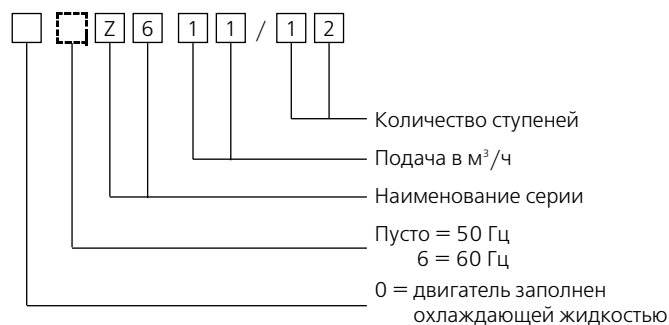 Z 6 1 1 / 1 2
Количество ступеней
Подача в м³/ч
Наименование серии
Пусто = 50 Гц
6 = 60 Гц
0 = двигатель заполнен
охлаждающей жидкостью